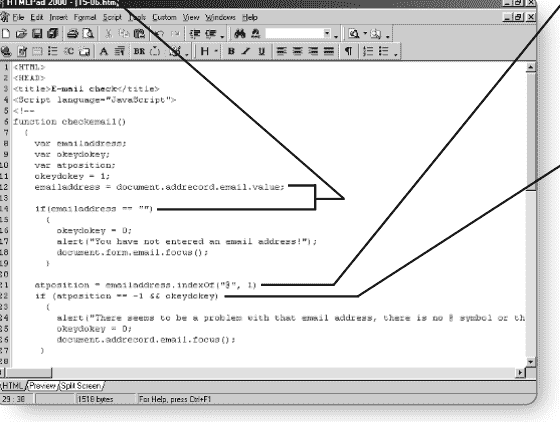 HTMLPad 2000 - [15-06.htm]
File Edit Insert Format Script Tools Custom View Windows Help
BR
H B I U ¶
1 <HTML>
2 <HEAD>
3 <title>E-mail check</title>
4 <Script language="JavaScript">
5 <!--
6 function checkemail()
7 {
8 var emailaddress;
9 var okeydokey;
10 var atposition;
11 okeydokey = 1;
12 emailaddress = document.addrecord.email.value;
13
14 if(emailaddress == "")
15 {
16 okeydokey = 0;
17 alert("You have not entered an email address!");
18 document.form.email.focus();
19 }
20
21 atposition = emailaddress.indexOf("@", 1)
22 if (atposition == -1 && okeydokey)
23 {
24 alert("There seems to be a problem with that email address, there is no @ symbol or th
25 okeydokey = 0;
26 document.addrecord.email.focus();
27 }
28
HTML Preview Split Screen
29 : 30 1518 bytes For Help, press Ctrl+F1